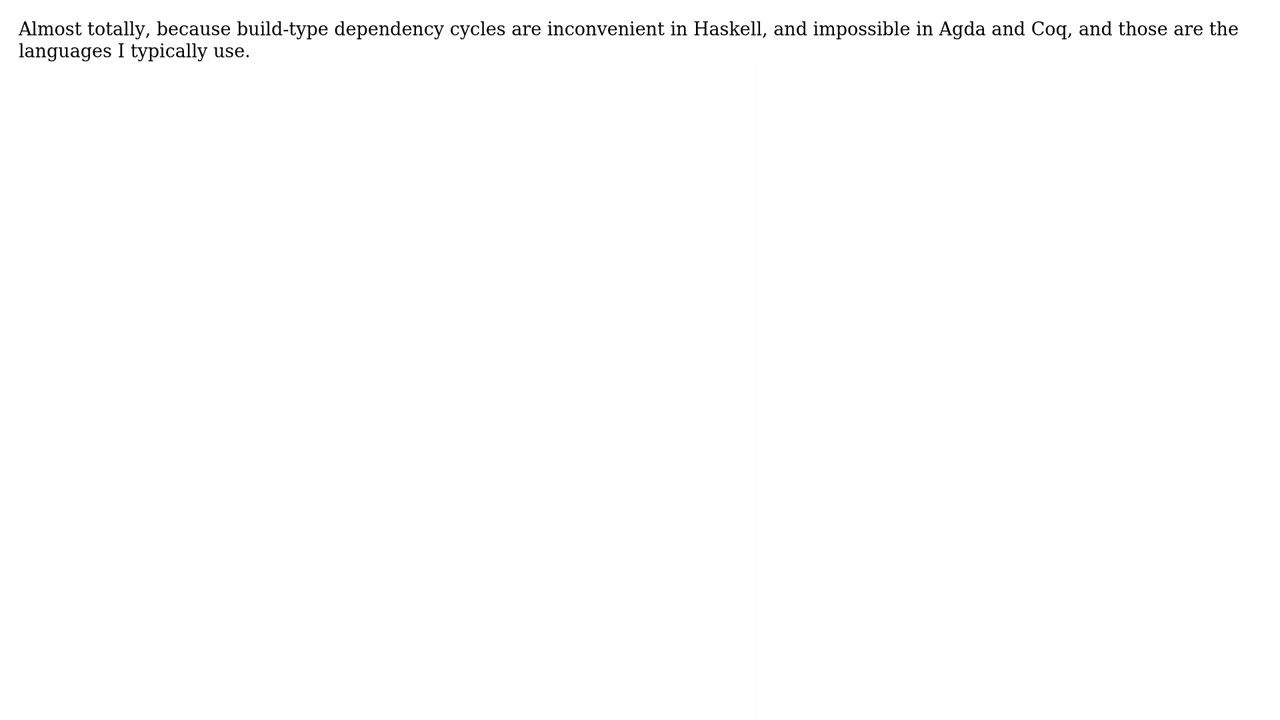 Almost totally, because build-type dependency cycles are inconvenient in Haskell, and impossible in Agda and Coq, and those are the
languages I typically use.